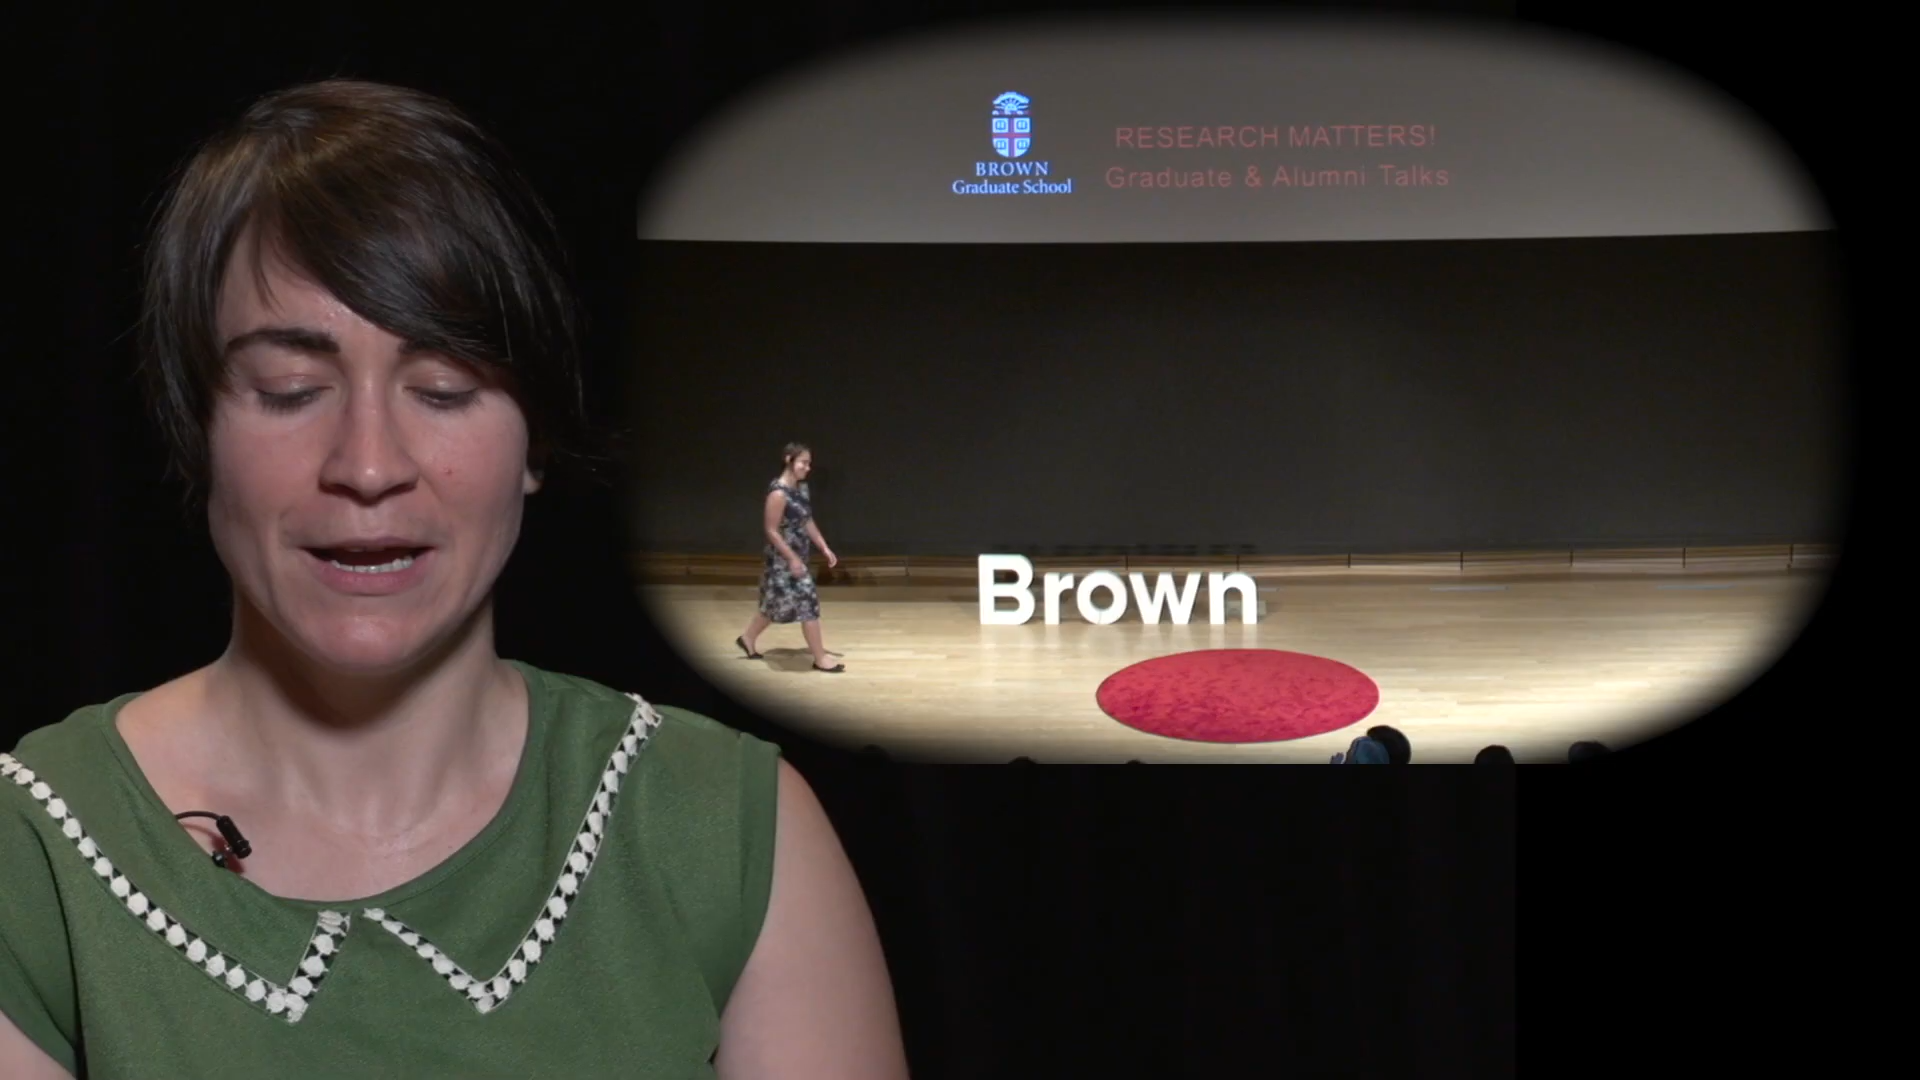 BROWN
Graduate School
RESEARCH MATTERS!
Graduate & Alumni Talks
Brown